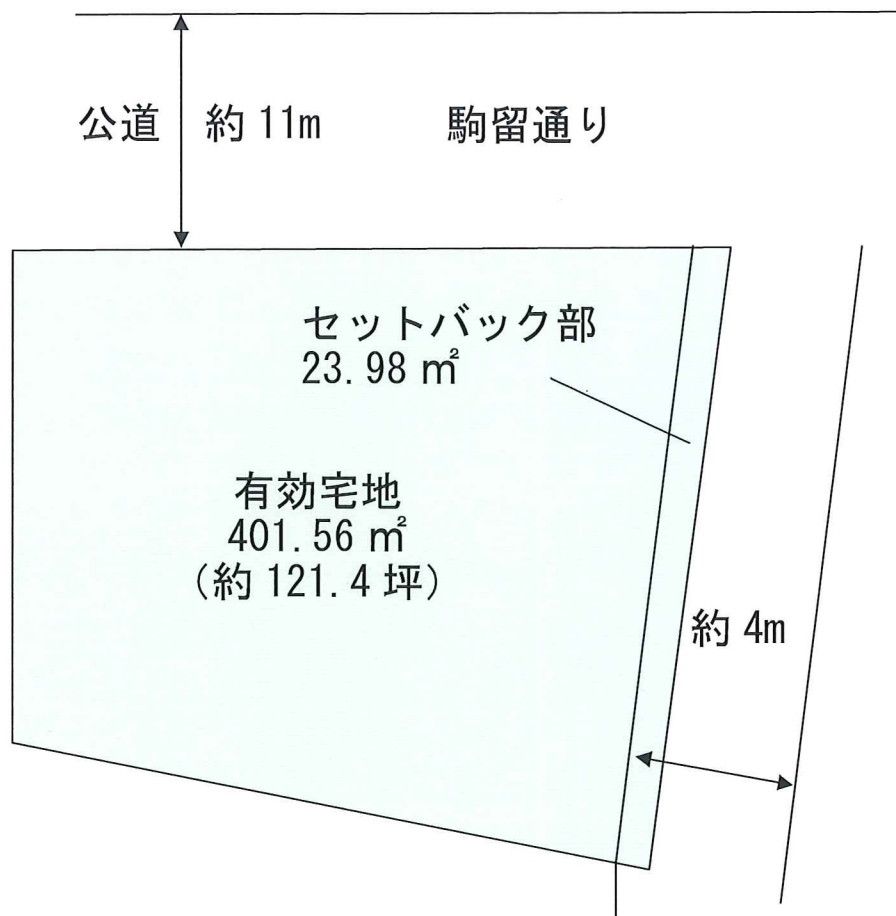 公道 約 11m 駒留通り
セットバック部
23.98 ㎡
有効宅地
401.56 ㎡
（約 121.4 坪）
約 4m